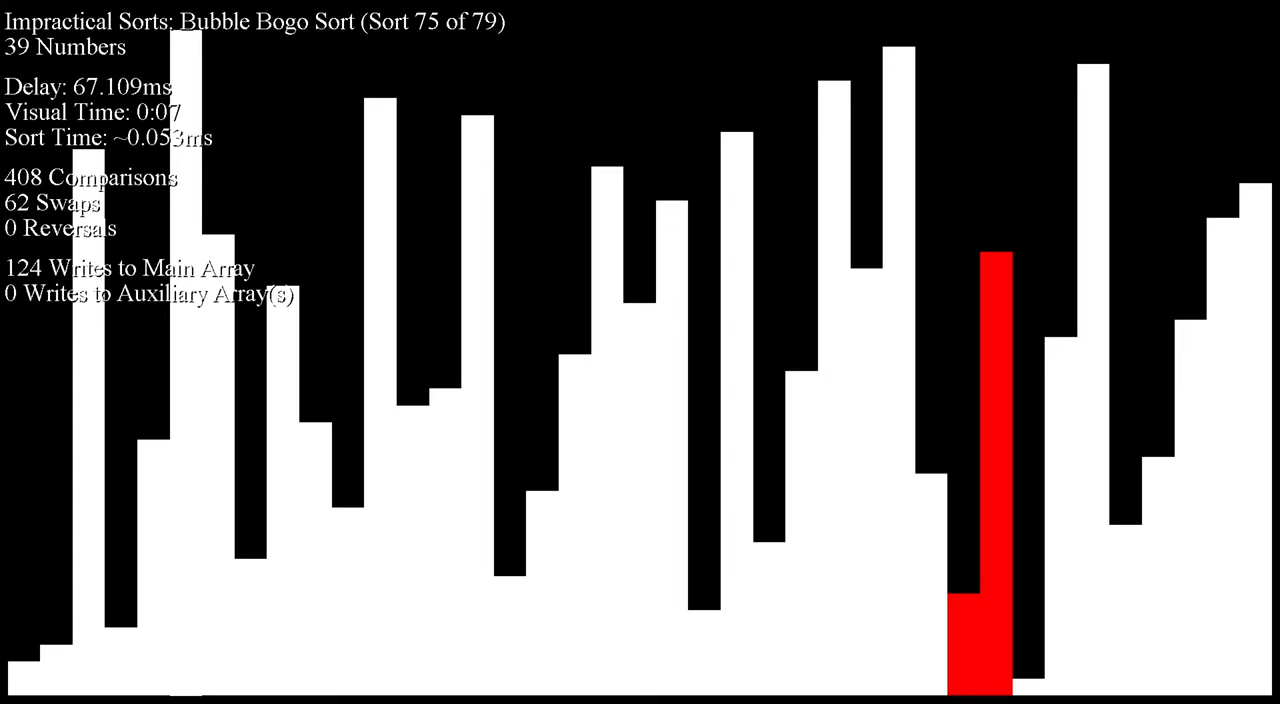 Impractical Sorts: Bubble Bogo Sort (Sort 75 of 79)
39 Numbers
Delay: 67.109ms
Visual Time: 0:07
Sort Time: ~0.053ms
408 Comparisons
62 Swaps
0 Reversals
124 Writes to Main Array
0 Writes to Auxiliary Array(s)